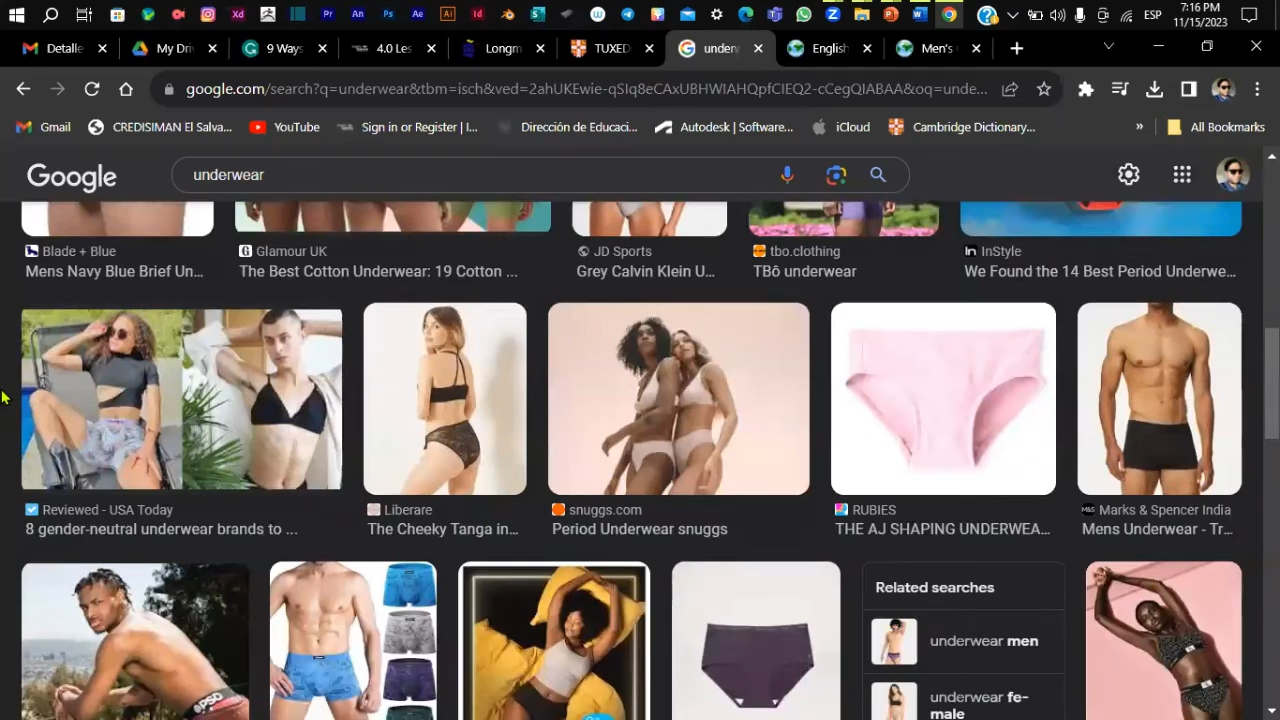 7:16 PM
ESP
11/15/2023
Detalle
My Driv
9 Ways
4.0 Les
Longm
TUXED
underw
English
Men's
google.com/search?q=underwear&tbm=isch&ved=2ahUKEwie-qSIq8eCAxUBHWIAHQpfCIEQ2-cCegQIABAA&oq=unde...
Gmail
CREDISIMAN El Salva...
YouTube
Sign in or Register | I...
Dirección de Educaci...
Autodesk | Software...
iCloud
Cambridge Dictionary...
»
All Bookmarks
Google
underwear
Blade + Blue
Glamour UK
JD Sports
tbo.clothing
InStyle
Mens Navy Blue Brief Un...
The Best Cotton Underwear: 19 Cotton ...
Grey Calvin Klein U...
TBô underwear
We Found the 14 Best Period Underwe...
Reviewed - USA Today
Liberare
snuggs.com
RUBIES
Marks & Spencer India
8 gender-neutral underwear brands to ...
The Cheeky Tanga in...
Period Underwear snuggs
THE AJ SHAPING UNDERWEA...
Mens Underwear - Tr...
Related searches
underwear men
underwear fe-
male
PSD